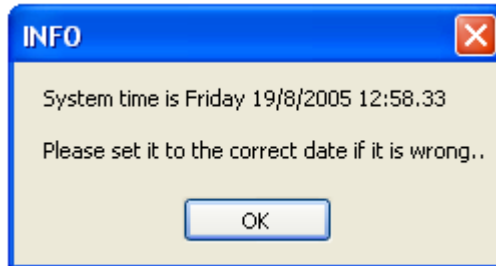 INFO
System time is Friday 19/8/2005 12:58.33
Please set it to the correct date if it is wrong..
OK